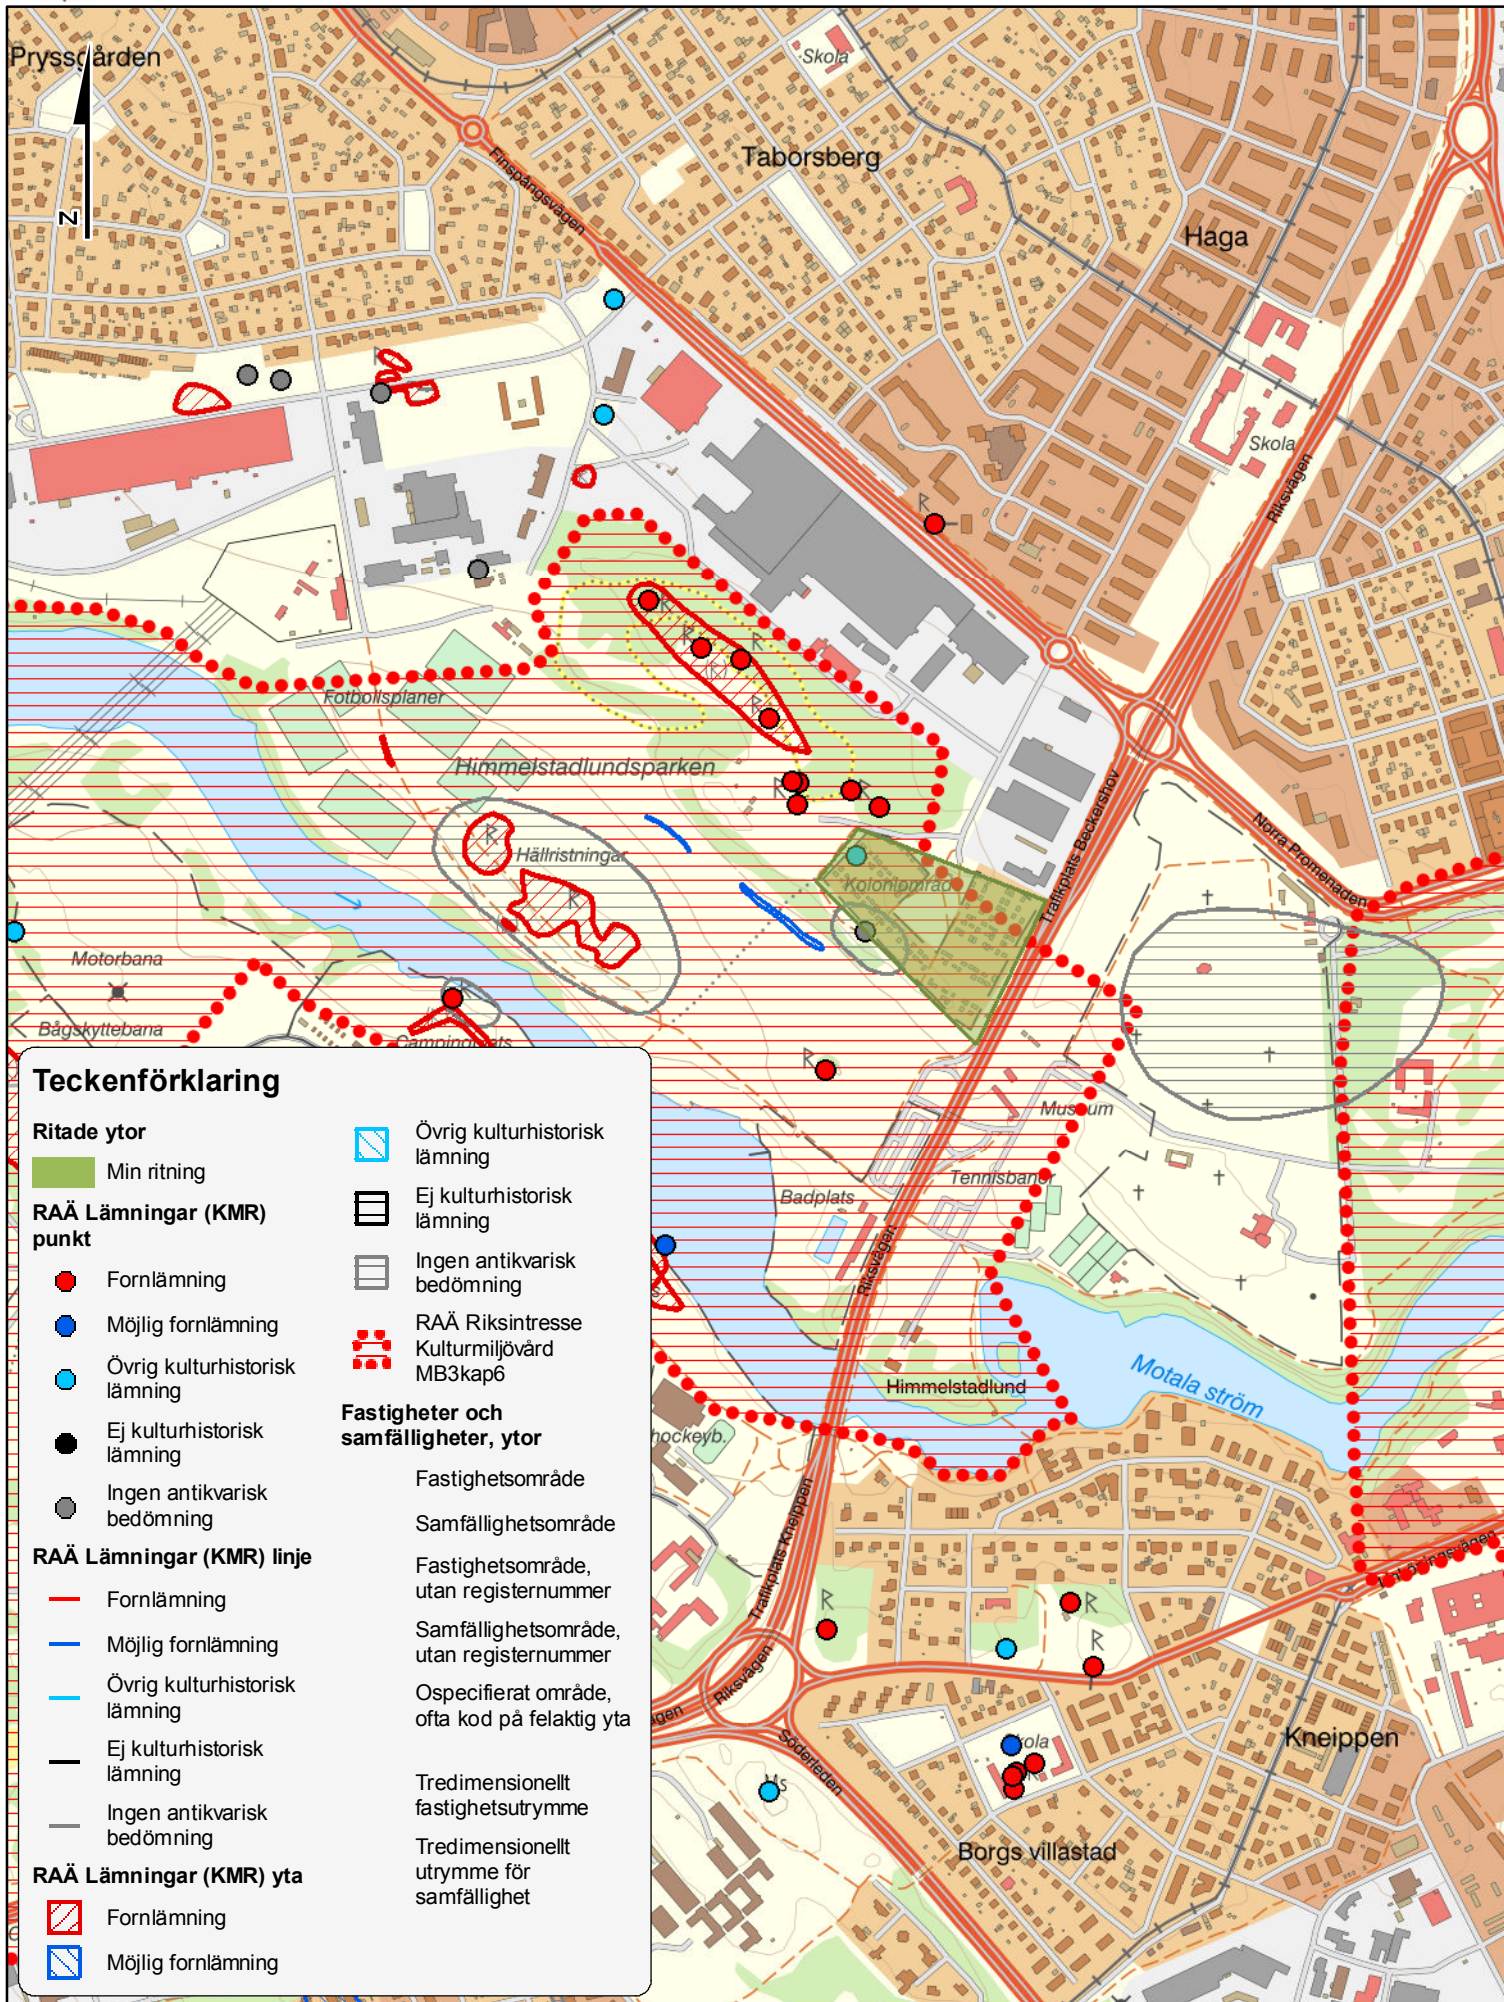 Pryssgården
Skola
Taborsberg
Finspångsvägen
N
Haga
Skola
Riksvägen
R
R
R
R
R
R
Fotbollsplaner
Himmelstadlundsparken
Trafikplats Beckershov
R
R
R
Hällristningar
Norra Promenaden
Koloniområd
R
Motorbana
Bågskyttebana
Campingplats
R
Museum
Tennisbanor
Badplats
Riksvägen
Himmelstadlund
Motala ström
hockeyb.
Trafikplats Kneippen
R
R
R
Riksvägen
Söderleden
Kneippen
Skola
Borgs villastad
Teckenförklaring
Ritade ytor
Min ritning
RAÄ Lämningar (KMR)
punkt
Fornlämning
Möjlig fornlämning
Övrig kulturhistorisk
lämning
Ej kulturhistorisk
lämning
Ingen antikvarisk
bedömning
RAÄ Lämningar (KMR) linje
Fornlämning
Möjlig fornlämning
Övrig kulturhistorisk
lämning
Ej kulturhistorisk
lämning
Ingen antikvarisk
bedömning
RAÄ Lämningar (KMR) yta
Fornlämning
Möjlig fornlämning
Övrig kulturhistorisk
lämning
Ej kulturhistorisk
lämning
Ingen antikvarisk
bedömning
RAÄ Riksintresse
Kulturmiljövård
MB3kap6
Fastigheter och
samfälligheter, ytor
Fastighetsområde
Samfällighetsområde
Fastighetsområde,
utan registernummer
Samfällighetsområde,
utan registernummer
Ospecifierat område,
ofta kod på felaktig yta
Tredimensionellt
fastighetsutrymme
Tredimensionellt
utrymme för
samfällighet